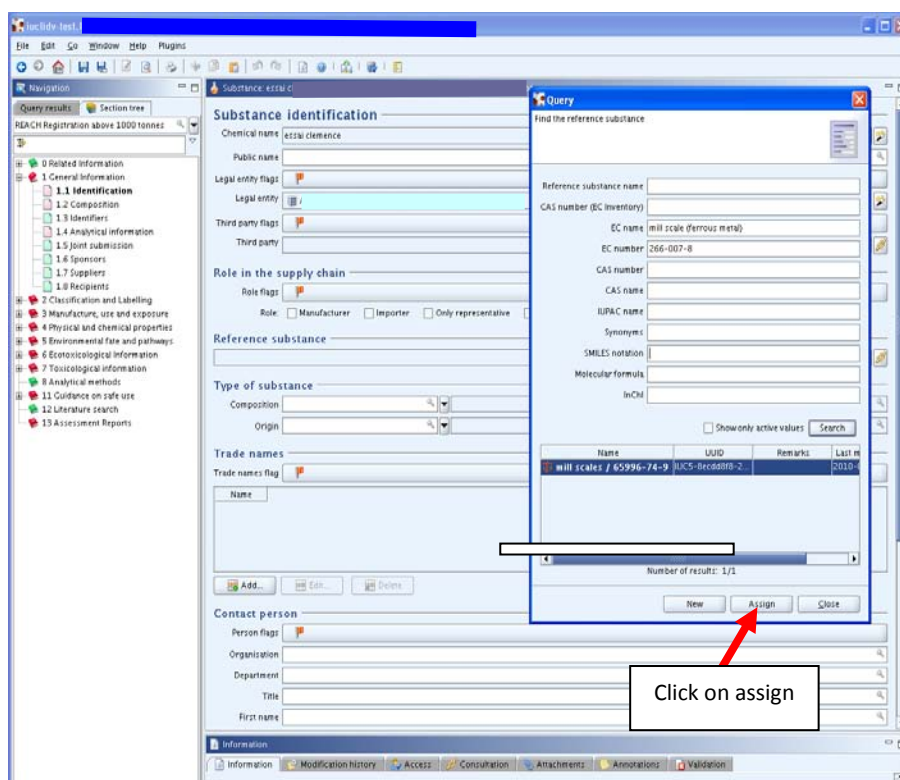 iuclidv-test.
File Edit Go Window Help Plugins
Navigation
Query results Section tree
REACH Registration above 1000 tonnes
0 Related Information
1 General Information
1.1 Identification
1.2 Composition
1.3 Identifiers
1.4 Analytical information
1.5 Joint submission
1.6 Sponsors
1.7 Suppliers
1.8 Recipients
2 Classification and Labelling
3 Manufacture, use and exposure
4 Physical and chemical properties
5 Environmental fate and pathways
6 Ecotoxicological Information
7 Toxicological information
8 Analytical methods
11 Guidance on safe use
12 Literature search
13 Assessment Reports
Substance: essai c
Substance identification
Chemical name essai clemence
Public name
Legal entity flags
Legal entity /
Third party flags
Third party
Role in the supply chain
Role flags
Role: Manufacturer Importer Only representative
Reference substance
Type of substance
Composition
Origin
Trade names
Trade names flag
Name
Add... Edit... Delete
Contact person
Person flags
Organisation
Department
Title
First name
Query
Find the reference substance
Reference substance name
CAS number (EC Inventory)
EC name mill scale (ferrous metal)
EC number 266-007-8
CAS number
CAS name
IUPAC name
Synonyms
SMILES notation
Molecular formula
InChI
Show only active values Search
Name UUID Remarks Last m
mill scales / 65996-74-9 IUC5-8ecdd8f8-2... 2010-
Number of results: 1/1
New Assign Close
Click on assign
Information
Information Modification history Access Consultation Attachments Annotations Validation